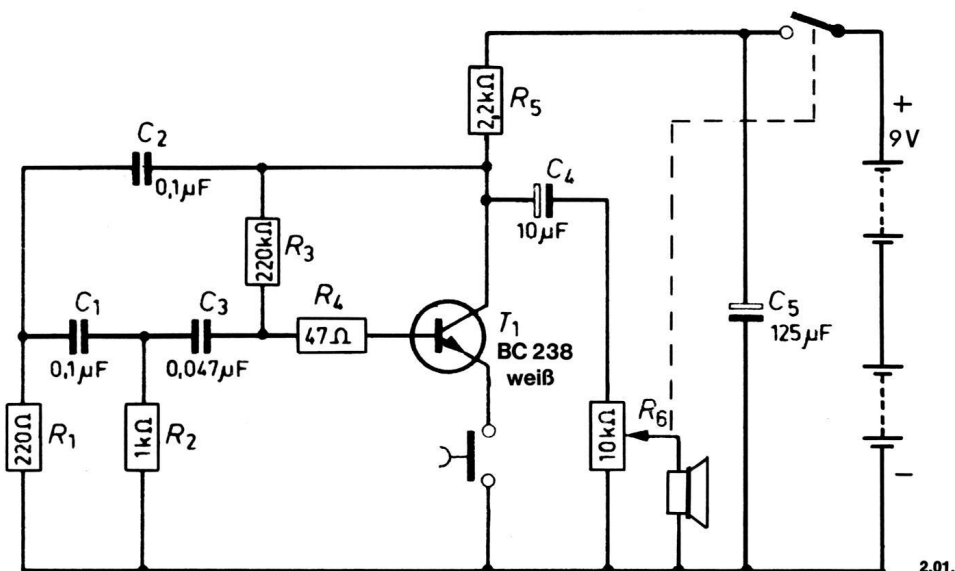 2,2kΩ
R5
+
9V
C2
0,1µF
C4
10µF
220kΩ
R3
C1
0,1µF
C3
0,047µF
R4
47Ω
T1
BC 238
weiß
C5
125µF
220Ω
R1
1kΩ
R2
10kΩ
R6
−
2.01.